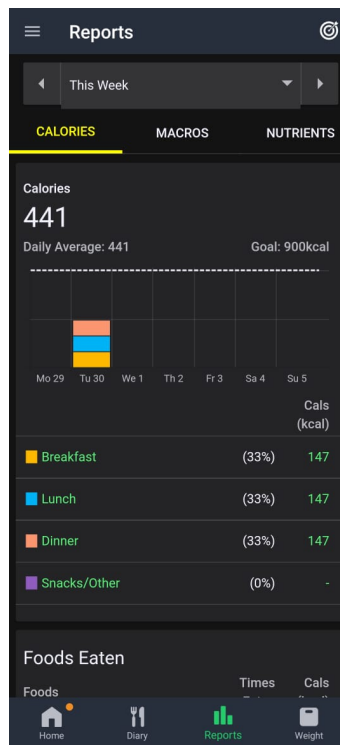 Reports
This Week
CALORIES MACROS NUTRIENTS
Calories
441
Daily Average: 441 Goal: 900kcal
Mo 29 Tu 30 We 1 Th 2 Fr 3 Sa 4 Su 5
Cals
(kcal)
Breakfast (33%) 147
Lunch (33%) 147
Dinner (33%) 147
Snacks/Other (0%) -
Foods Eaten
Times Cals
Foods
Home Diary Reports Weight